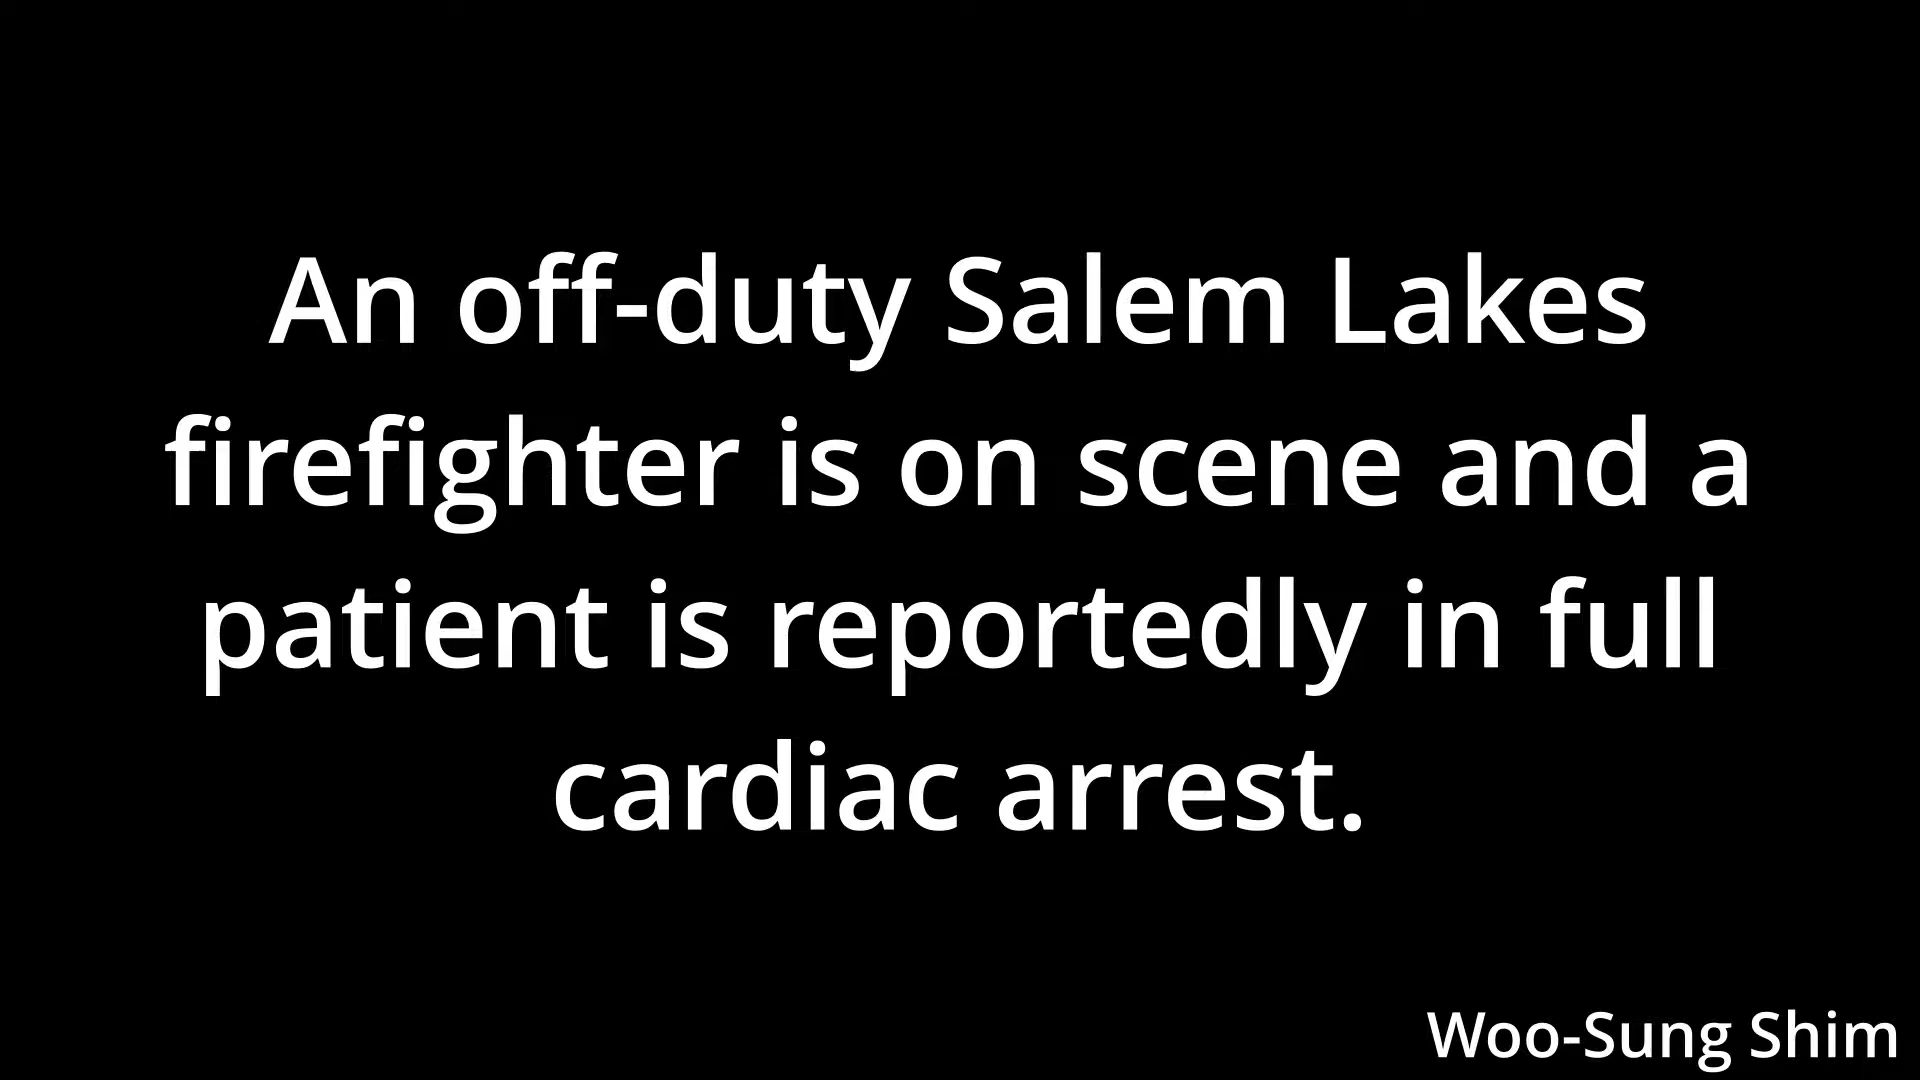 An off-duty Salem Lakes
firefighter is on scene and a
patient is reportedly in full
cardiac arrest.
Woo-Sung Shim